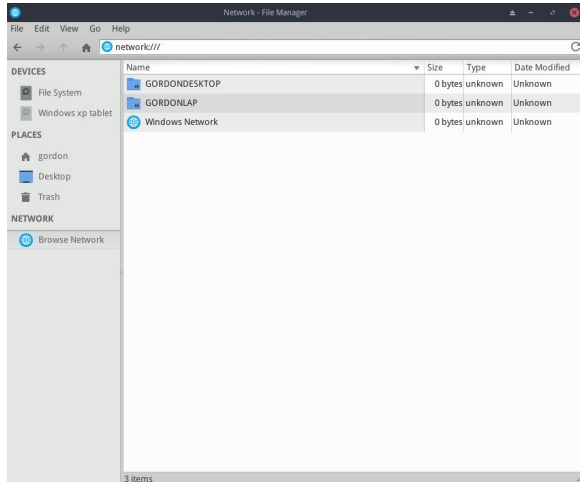 Network - File Manager
File Edit View Go Help
network:///
DEVICES
File System
Windows xp tablet
PLACES
gordon
Desktop
Trash
NETWORK
Browse Network
Name Size Type Date Modified
GORDONDESKTOP 0 bytes unknown Unknown
GORDONLAP 0 bytes unknown Unknown
Windows Network 0 bytes unknown Unknown
3 items